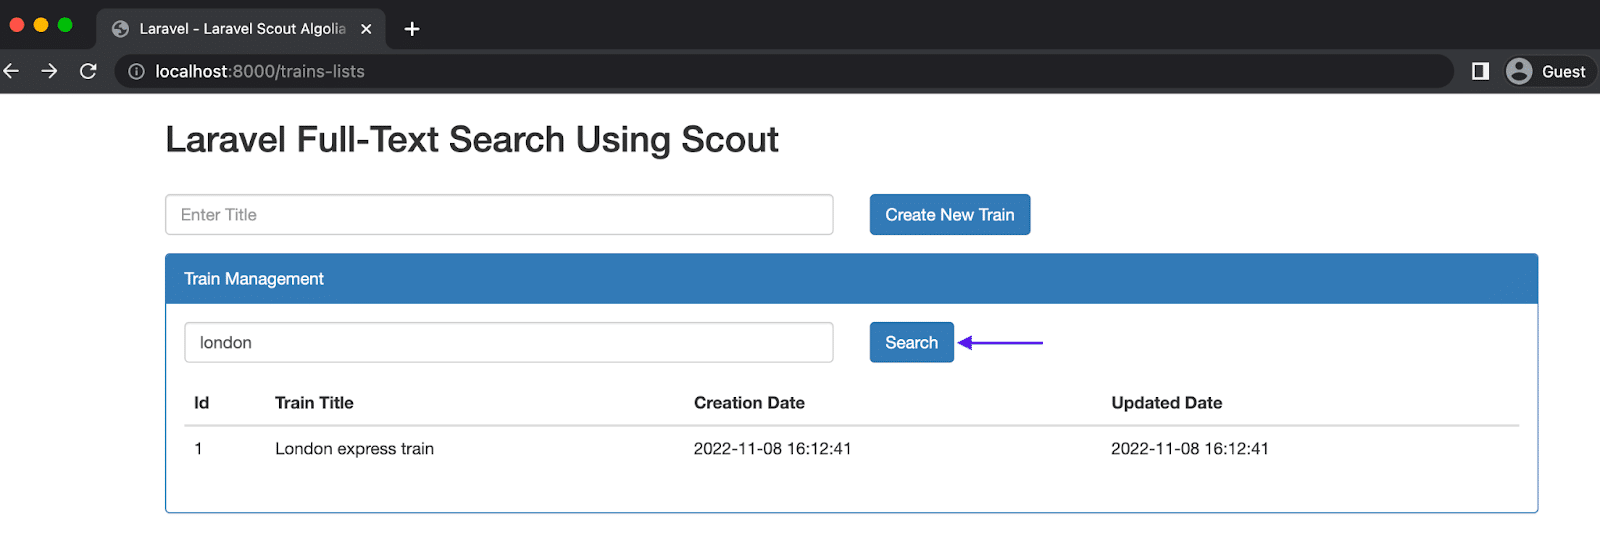 Laravel - Laravel Scout Algolia
localhost:8000/trains-lists
Guest
Laravel Full-Text Search Using Scout
Enter Title
Create New Train
Train Management
london
Search
Id Train Title Creation Date Updated Date
1 London express train 2022-11-08 16:12:41 2022-11-08 16:12:41